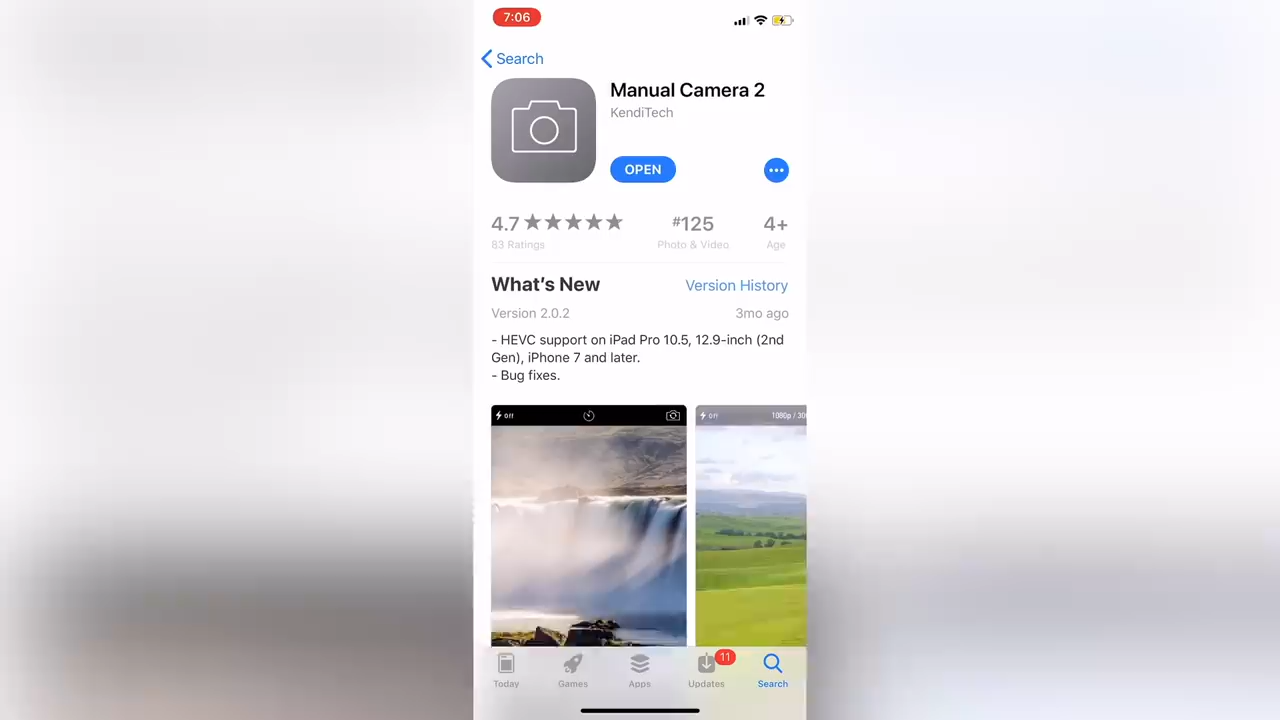 7:06
Search
Manual Camera 2
KendiTech
OPEN
4.7
#125
4+
83 Ratings
Photo & Video
Age
What's New
Version History
Version 2.0.2
3mo ago
- HEVC support on iPad Pro 10.5, 12.9-inch (2nd
Gen), iPhone 7 and later.
- Bug fixes.
Off
Off
1080p / 30
11
Today
Games
Apps
Updates
Search